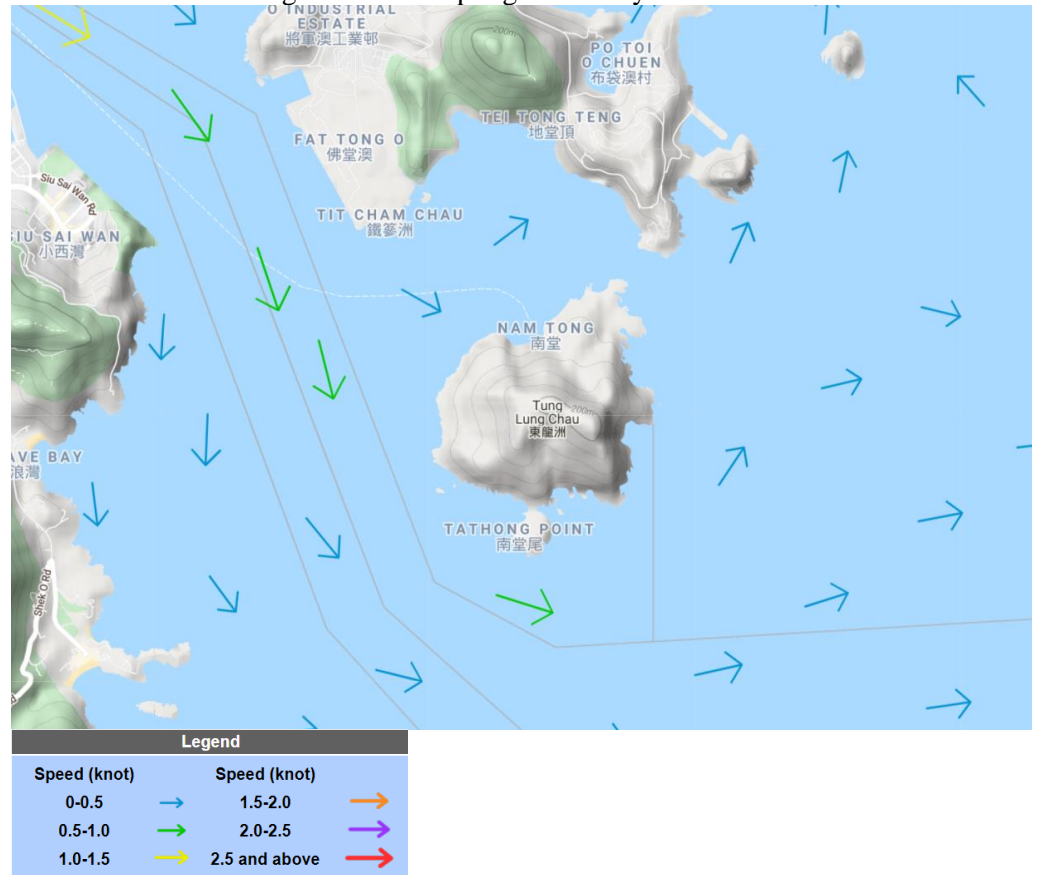 O INDUSTRIAL
ESTATE
將軍澳工業邨
200m
PO TOI
O CHUEN
布袋澳村
TEI TONG TENG
地堂頂
FAT TONG O
佛堂澳
Siu Sai Wan Rd
TIT CHAM CHAU
鐵篸洲
IU SAI WAN
小西灣
NAM TONG
南堂
Tung
Lung Chau
東龍洲
200m
AVE BAY
浪灣
TATHONG POINT
南堂尾
Shek O Rd
Legend
Speed (knot) Speed (knot)
0-0.5 1.5-2.0
0.5-1.0 2.0-2.5
1.0-1.5 2.5 and above